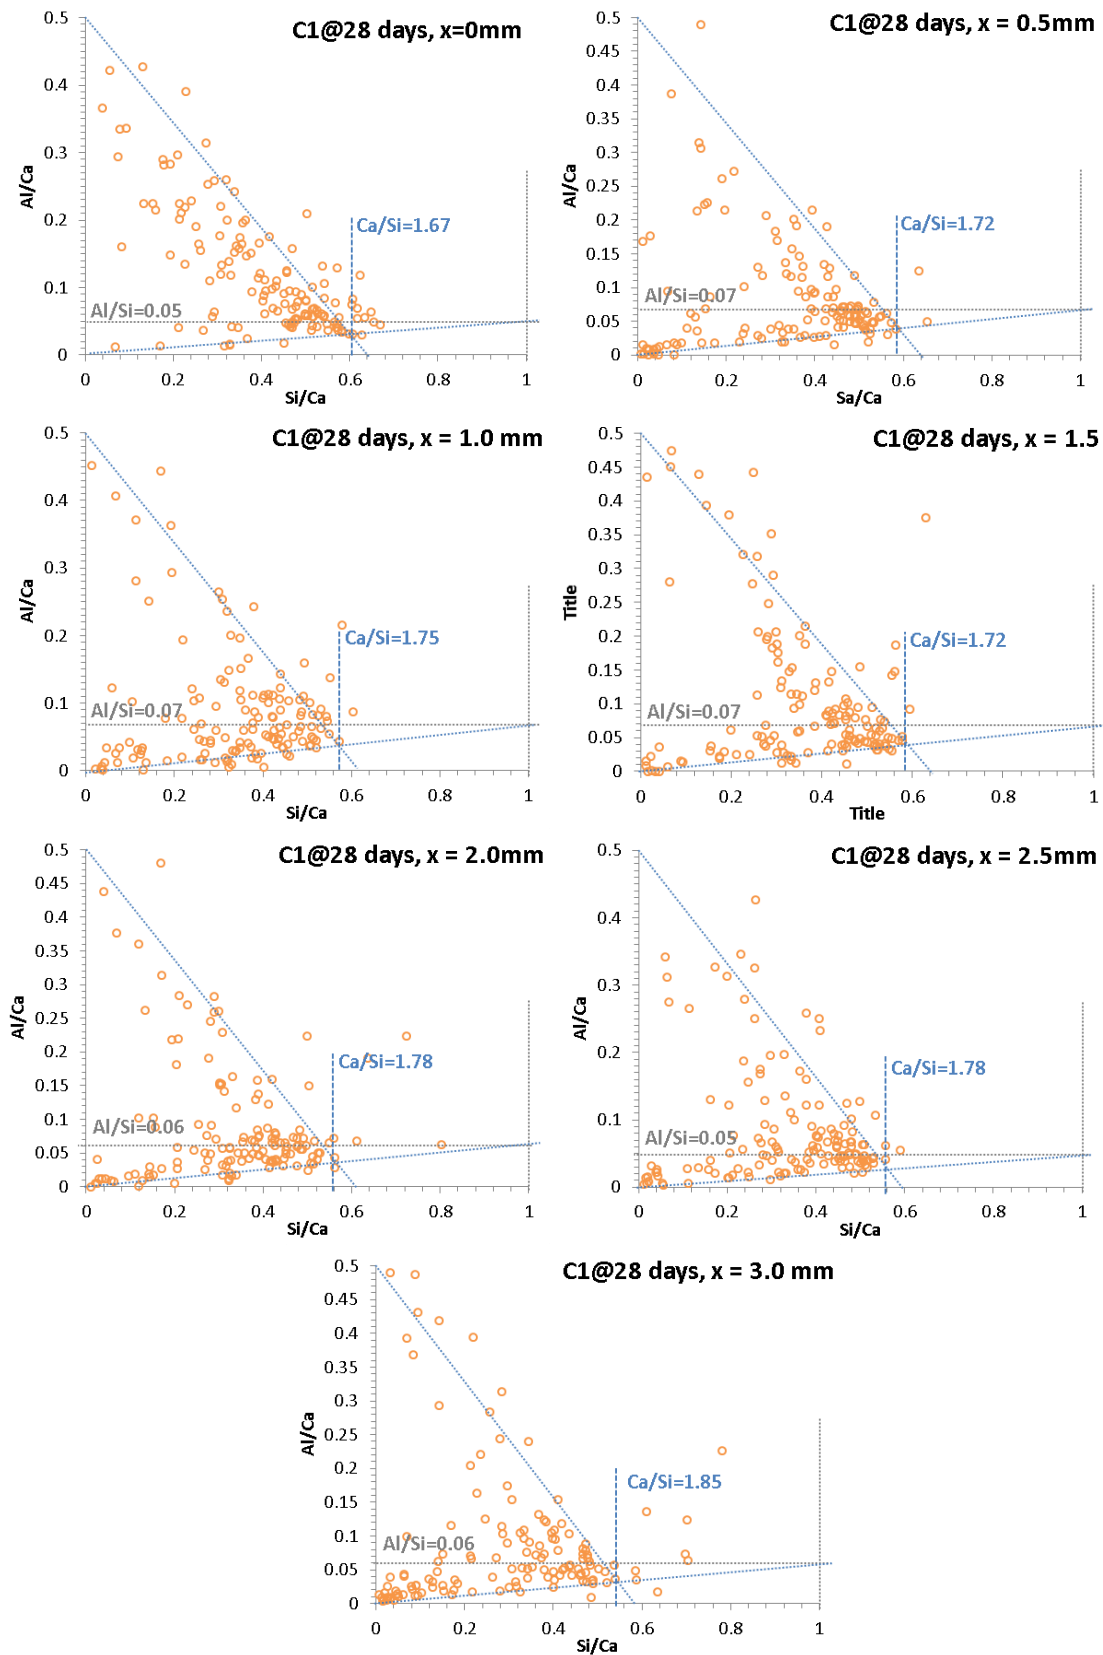 C1@28 days, x=0mm
0.5
0.4
0.3
0.2
0.1
0
Al/Ca
Ca/Si=1.67
Al/Si=0.05
0 0.2 0.4 0.6 0.8 1
Si/Ca
C1@28 days, x = 0.5mm
0.5
0.45
0.4
0.35
0.3
0.25
0.2
0.15
0.1
0.05
0
Al/Ca
Ca/Si=1.72
Al/Si=0.07
0 0.2 0.4 0.6 0.8 1
Sa/Ca
C1@28 days, x = 1.0 mm
0.5
0.4
0.3
0.2
0.1
0
Al/Ca
Ca/Si=1.75
Al/Si=0.07
0 0.2 0.4 0.6 0.8 1
Si/Ca
C1@28 days, x = 1.5
0.5
0.45
0.4
0.35
0.3
0.25
0.2
0.15
0.1
0.05
0
Title
Ca/Si=1.72
Al/Si=0.07
0 0.2 0.4 0.6 0.8 1
Title
C1@28 days, x = 2.0mm
0.5
0.45
0.4
0.35
0.3
0.25
0.2
0.15
0.1
0.05
0
Al/Ca
Ca/Si=1.78
Al/Si=0.06
0 0.2 0.4 0.6 0.8 1
Si/Ca
C1@28 days, x = 2.5mm
0.5
0.4
0.3
0.2
0.1
0
Al/Ca
Ca/Si=1.78
Al/Si=0.05
0 0.2 0.4 0.6 0.8 1
Si/Ca
C1@28 days, x = 3.0 mm
0.5
0.45
0.4
0.35
0.3
0.25
0.2
0.15
0.1
0.05
0
Al/Ca
Ca/Si=1.85
Al/Si=0.06
0 0.2 0.4 0.6 0.8 1
Si/Ca